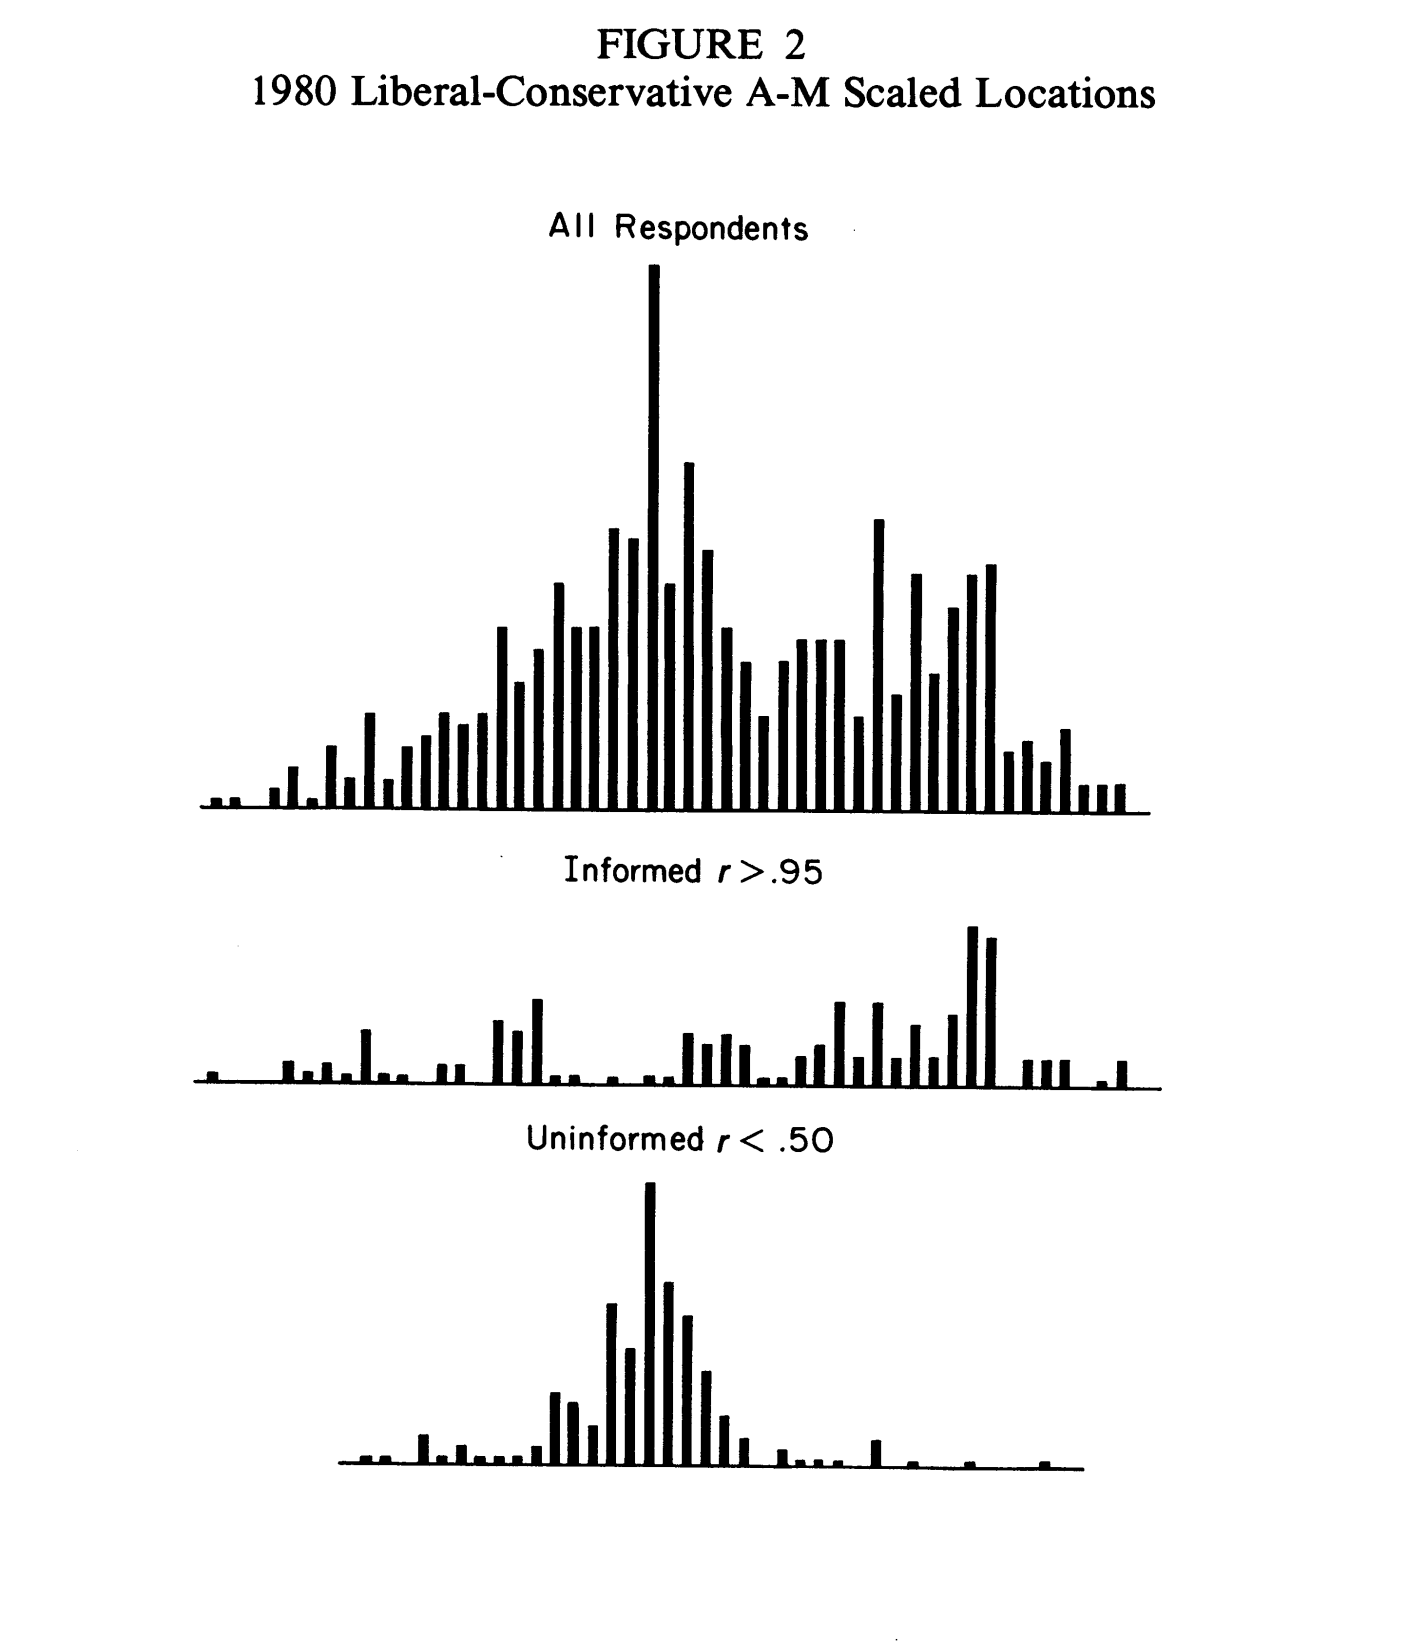 FIGURE 2
1980 Liberal-Conservative A-M Scaled Locations
All Respondents
Informed r > .95
Uninformed r < .50